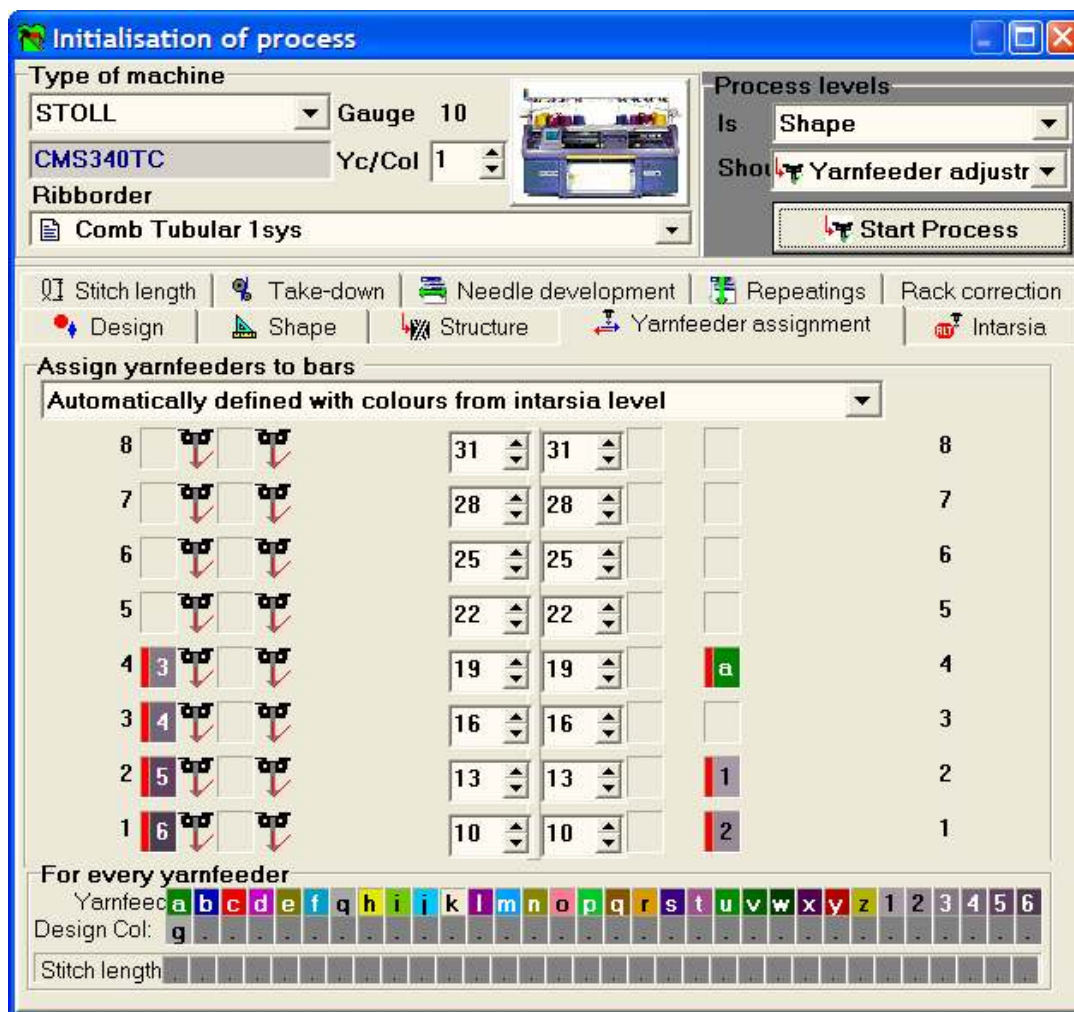 Initialisation of process
Type of machine
STOLL Gauge 10
CMS340TC Yc/Col 1
Ribborder
Comb Tubular 1sys
Process levels
Is Shape
Shou Yarnfeeder adjustr
Start Process
Stitch length Take-down Needle development Repeatings Rack correction
Design Shape Structure Yarnfeeder assignment Intarsia
Assign yarnfeeders to bars
Automatically defined with colours from intarsia level
8 31 31 8
7 28 28 7
6 25 25 6
5 22 22 5
4 3 19 19 a 4
3 4 16 16 3
2 5 13 13 1 2
1 6 10 10 2 1
For every yarnfeeder
Yarnfeec a b c d e f g h i j k l m n o p q r s t u v w x y z 1 2 3 4 5 6
Design Col: g . . . . . . . . . . . . . . . . . . . . . . . . . . . . . . .
Stitch length . . . . . . . . . . . . . . . . . . . . . . . . . . . . . . . .